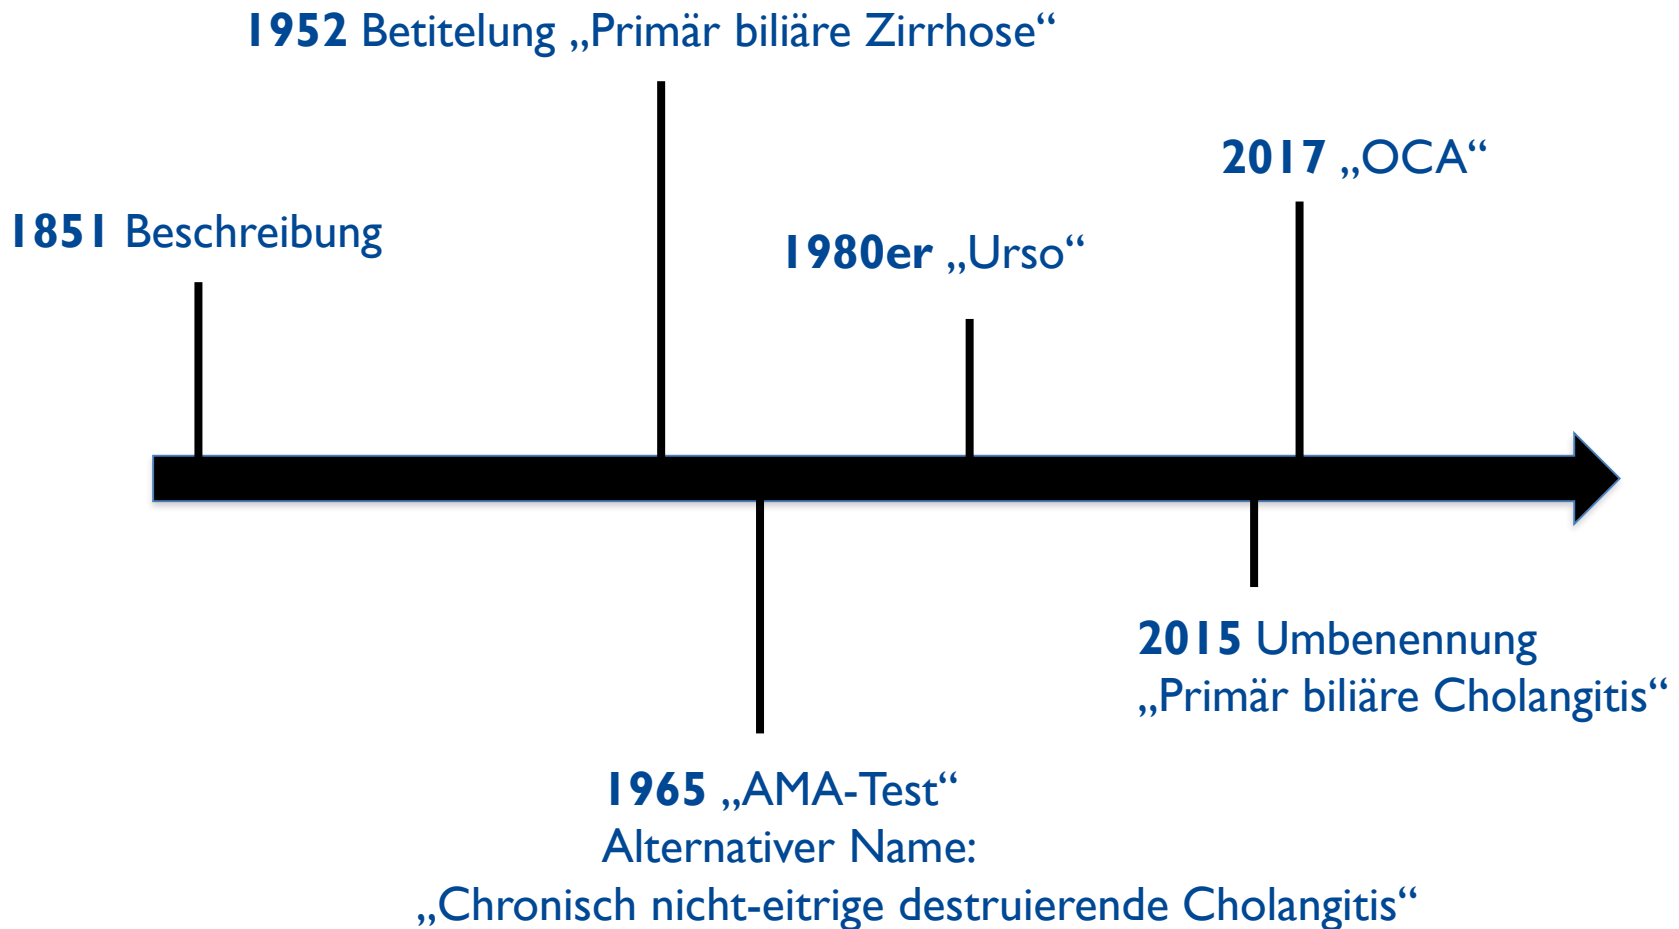 1952 Betitelung „Primär biliäre Zirrhose“
2017 „OCA“
1851 Beschreibung
1980er „Urso“
2015 Umbenennung
„Primär biliäre Cholangitis“
1965 „AMA-Test“
Alternativer Name:
„Chronisch nicht-eitrige destruierende Cholangitis“